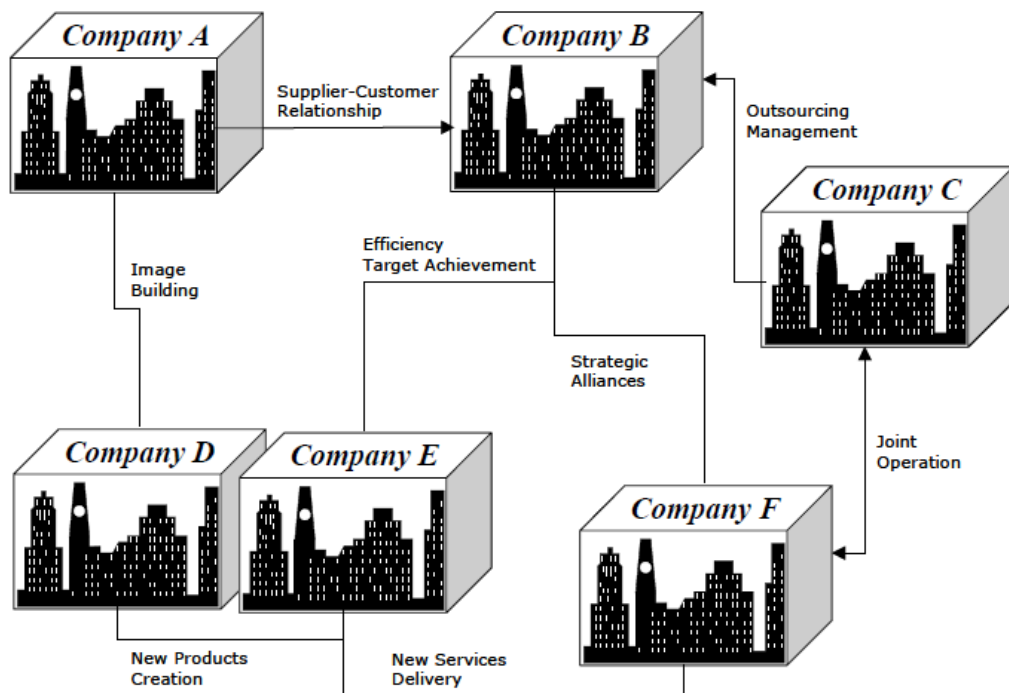 Company A
Company B
Supplier-Customer
Relationship
Outsourcing
Management
Company C
Efficiency
Target Achievement
Image
Building
Strategic
Alliances
Company D
Company E
Joint
Operation
Company F
New Products
Creation
New Services
Delivery